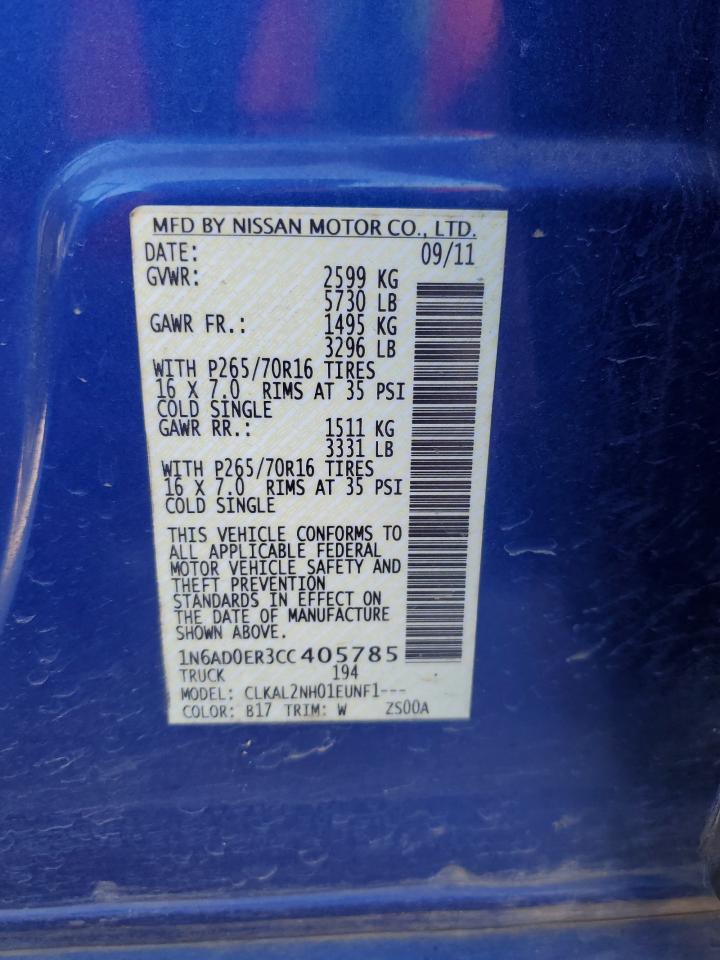 MFD BY NISSAN MOTOR CO., LTD.
DATE: 09/11
GVWR: 2599 KG
5730 LB
GAWR FR.: 1495 KG
3296 LB
WITH P265/70R16 TIRES
16 X 7.0 RIMS AT 35 PSI
COLD SINGLE
GAWR RR.: 1511 KG
3331 LB
WITH P265/70R16 TIRES
16 X 7.0 RIMS AT 35 PSI
COLD SINGLE
THIS VEHICLE CONFORMS TO
ALL APPLICABLE FEDERAL
MOTOR VEHICLE SAFETY AND
THEFT PREVENTION
STANDARDS IN EFFECT ON
THE DATE OF MANUFACTURE
SHOWN ABOVE.
1N6AD0ER3CC405785
TRUCK 194
MODEL: CLKAL2NH01EUNF1---
COLOR: B17 TRIM: W ZS00A